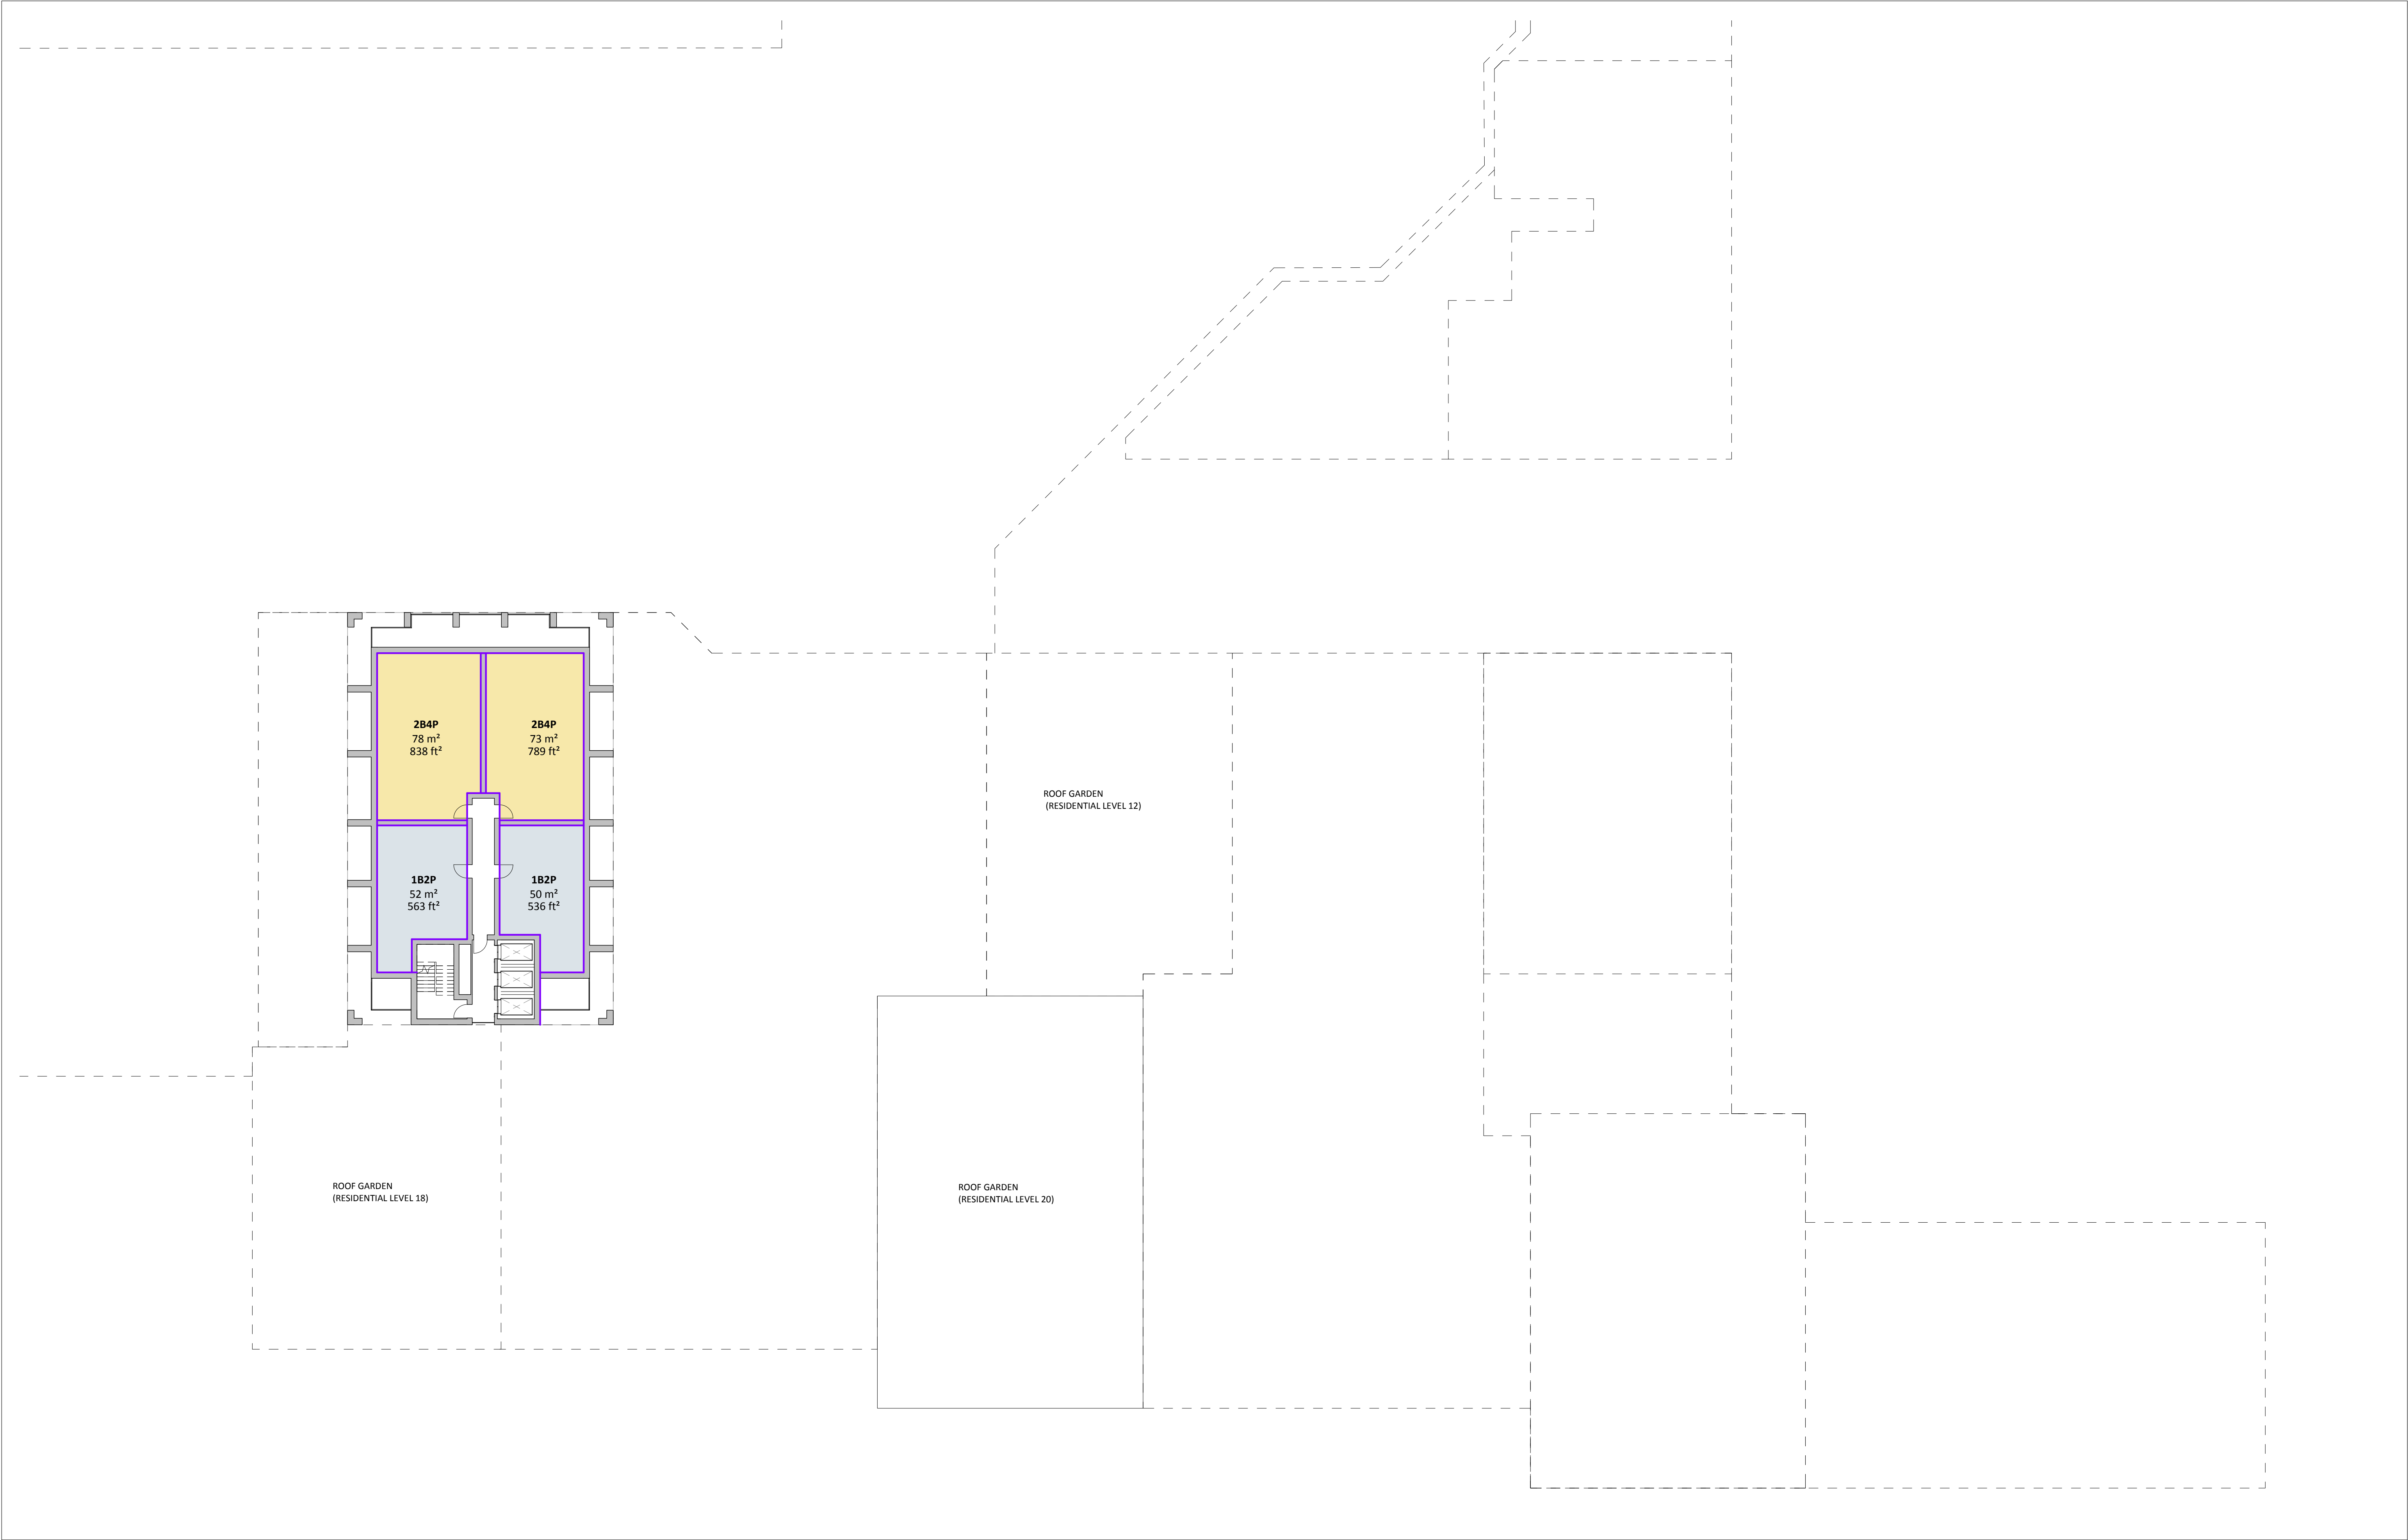 2B4P
78 m²
838 ft²
2B4P
73 m²
789 ft²
ROOF GARDEN
(RESIDENTIAL LEVEL 12)
1B2P
52 m²
563 ft²
1B2P
50 m²
536 ft²
ROOF GARDEN
(RESIDENTIAL LEVEL 18)
ROOF GARDEN
(RESIDENTIAL LEVEL 20)